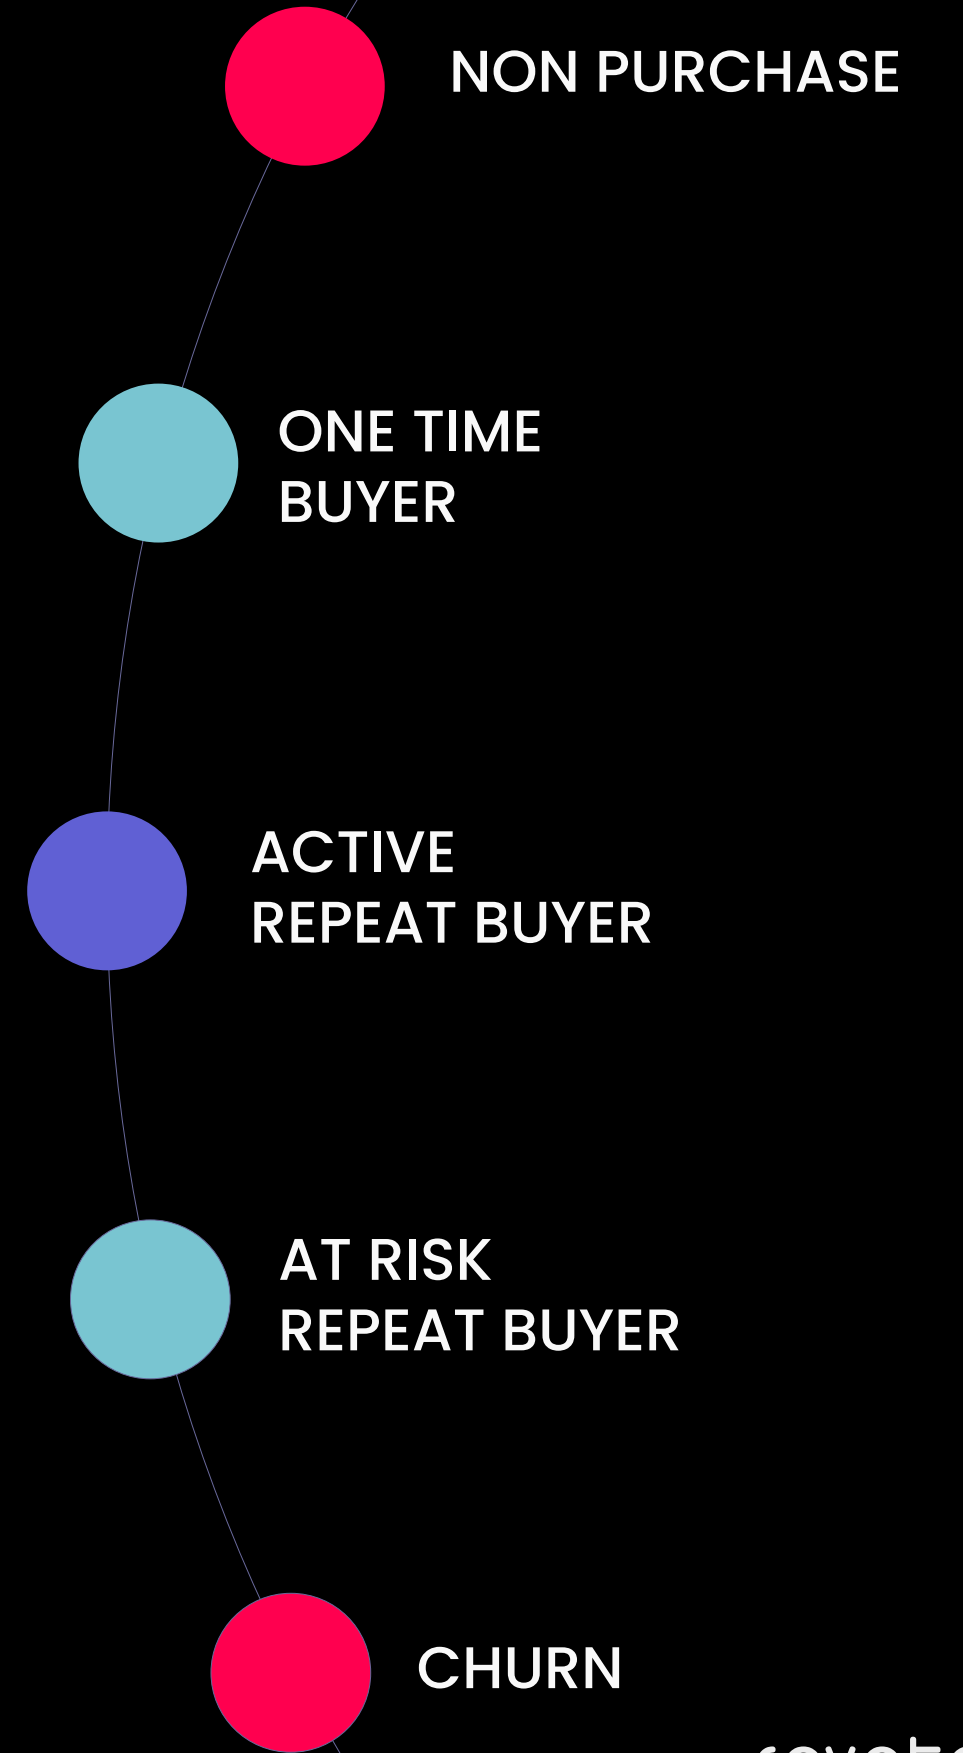 NON PURCHASE
ONE TIME
BUYER
ACTIVE
REPEAT BUYER
AT RISK
REPEAT BUYER
CHURN